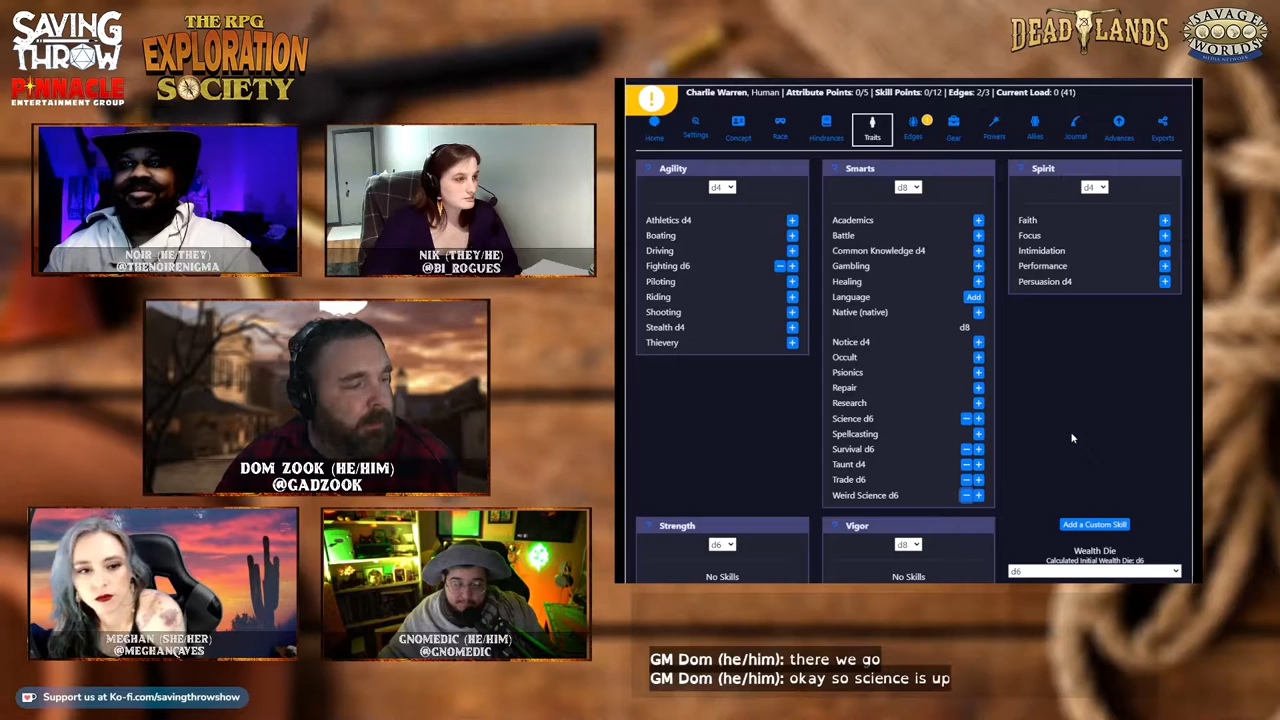 SAVING
THROW
PINNACLE
ENTERTAINMENT GROUP
THE RPG
EXPLORATION
SOCIETY
DEADLANDS
SAVAGE
WORLDS
MEDIA NETWORK
NOIR (HE/THEY)
@THENOIRENIGMA
NIK (THEY/HE)
@BI_ROGUES
DOM ZOOK (HE/HIM)
@GADZOOK
MEGHAN (SHE/HER)
@MEGHANCAVES
GNOMEDIC (HE/HIM)
@GNOMEDIC
Support us at Ko-fi.com/savingthrowshow
!
Charlie Warren, Human | Attribute Points: 0/5 | Skill Points: 0/12 | Edges: 2/3 | Current Load: 0 (41)
Home
Settings
Concept
Race
Hindrances
Traits
Edges
Gear
Powers
Allies
Journal
Advances
Exports
? Agility
d4
Athletics d4 +
Boating +
Driving +
Fighting d6 − +
Piloting +
Riding +
Shooting +
Stealth d4 +
Thievery +
? Smarts
d8
Academics +
Battle +
Common Knowledge d4 +
Gambling +
Healing +
Language Add
Native (native) +
d8
Notice d4 +
Occult +
Psionics +
Repair +
Research +
Science d6 − +
Spellcasting +
Survival d6 − +
Taunt d4 − +
Trade d6 − +
Weird Science d6 − +
? Spirit
d4
Faith +
Focus +
Intimidation +
Performance +
Persuasion d4 +
? Strength
d6
No Skills
? Vigor
d8
No Skills
Add a Custom Skill
Wealth Die
Calculated Initial Wealth Die: d6
d6
GM Dom (he/him): there we go
GM Dom (he/him): okay so science is up